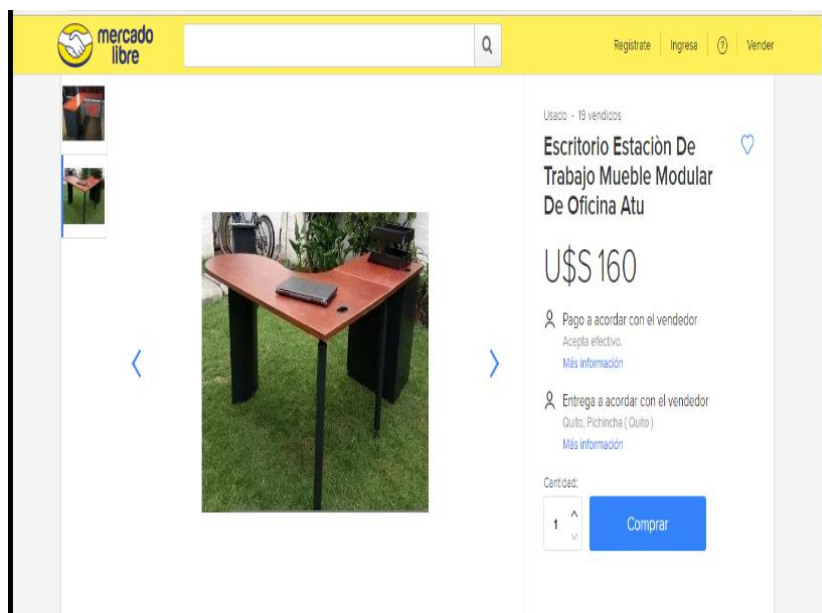 mercado
libre
Regístrate
Ingresa
?
Vender
Usado - 19 vendidos
Escritorio Estaciòn De
Trabajo Mueble Modular
De Oficina Atu
U$S 160
Pago a acordar con el vendedor
Acepta efectivo.
Más información
Entrega a acordar con el vendedor
Quito, Pichincha ( Quito )
Más información
Cantidad:
1
Comprar